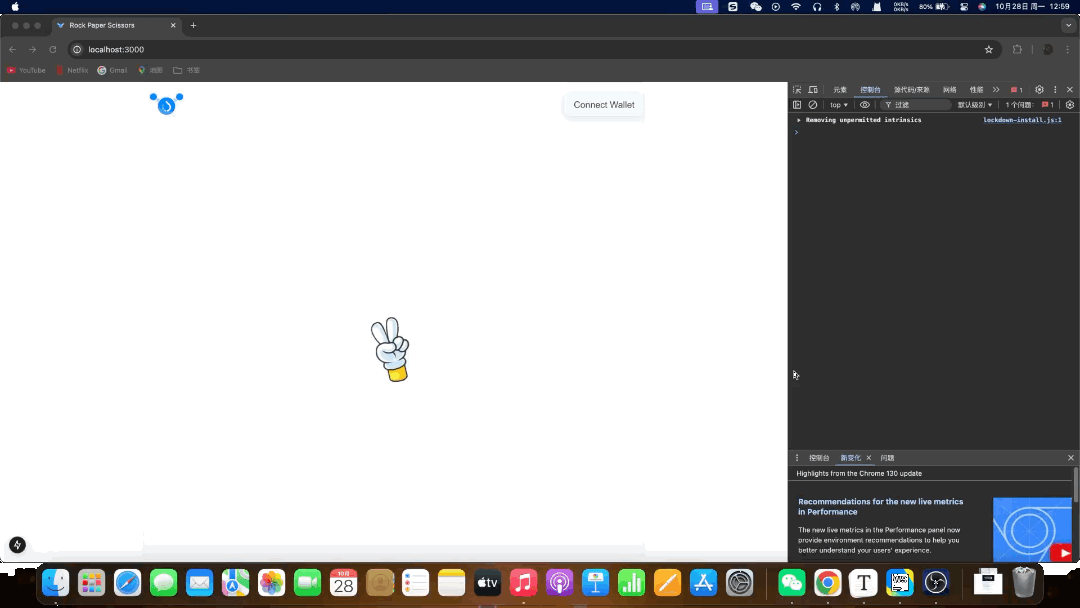 80% 10月28日 周一 12:59
Rock Paper Scissors
localhost:3000
YouTube Netflix Gmail 地图 书签
Connect Wallet
元素 控制台 源代码/来源 网络 性能 1
top 过滤 默认级别 1 个问题: 1
Removing unpermitted intrinsics lockdown-install.js:1
控制台 新变化 问题
Highlights from the Chrome 130 update
Recommendations for the new live metrics
in Performance
The new live metrics in the Performance panel now
provide environment recommendations to help you
better understand your users' experience.
10月
28
tv